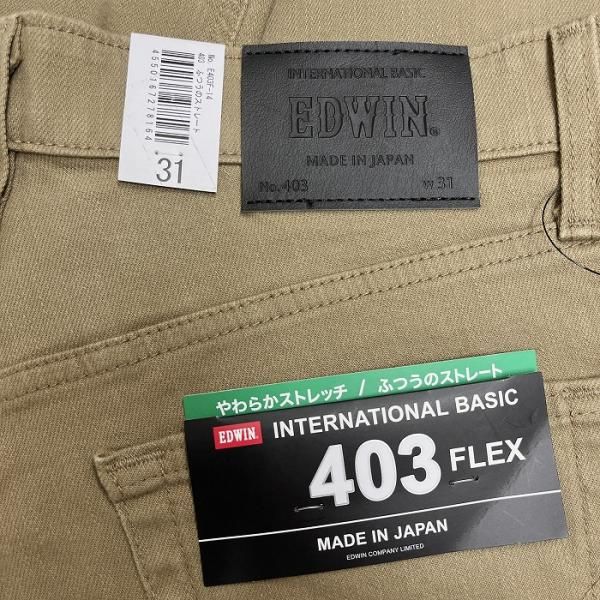 No. E403F-14
403 ふつうのストレート
4550167278164
31
INTERNATIONAL BASIC
EDWIN®
MADE IN JAPAN
No. 403 W 31
やわらかストレッチ / ふつうのストレート
EDWIN®
INTERNATIONAL BASIC
403 FLEX
MADE IN JAPAN
EDWIN COMPANY LIMITED